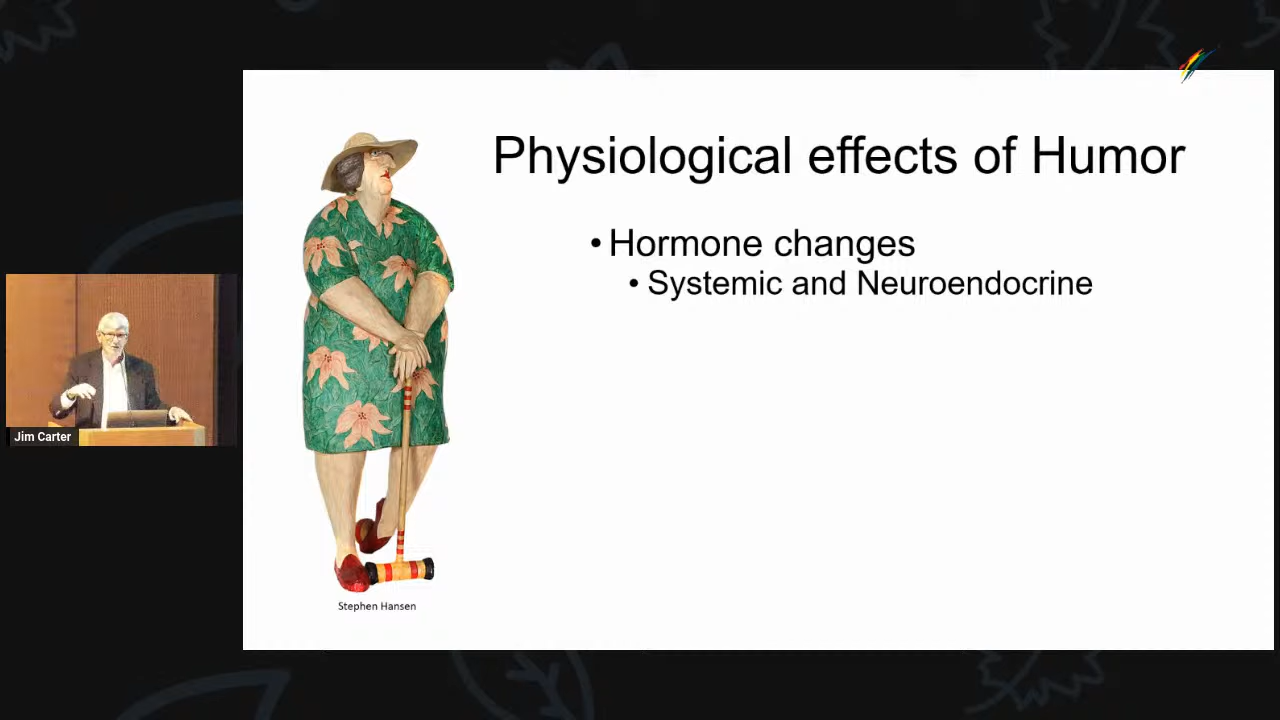 Physiological effects of Humor
• Hormone changes
• Systemic and Neuroendocrine
Jim Carter
Stephen Hansen